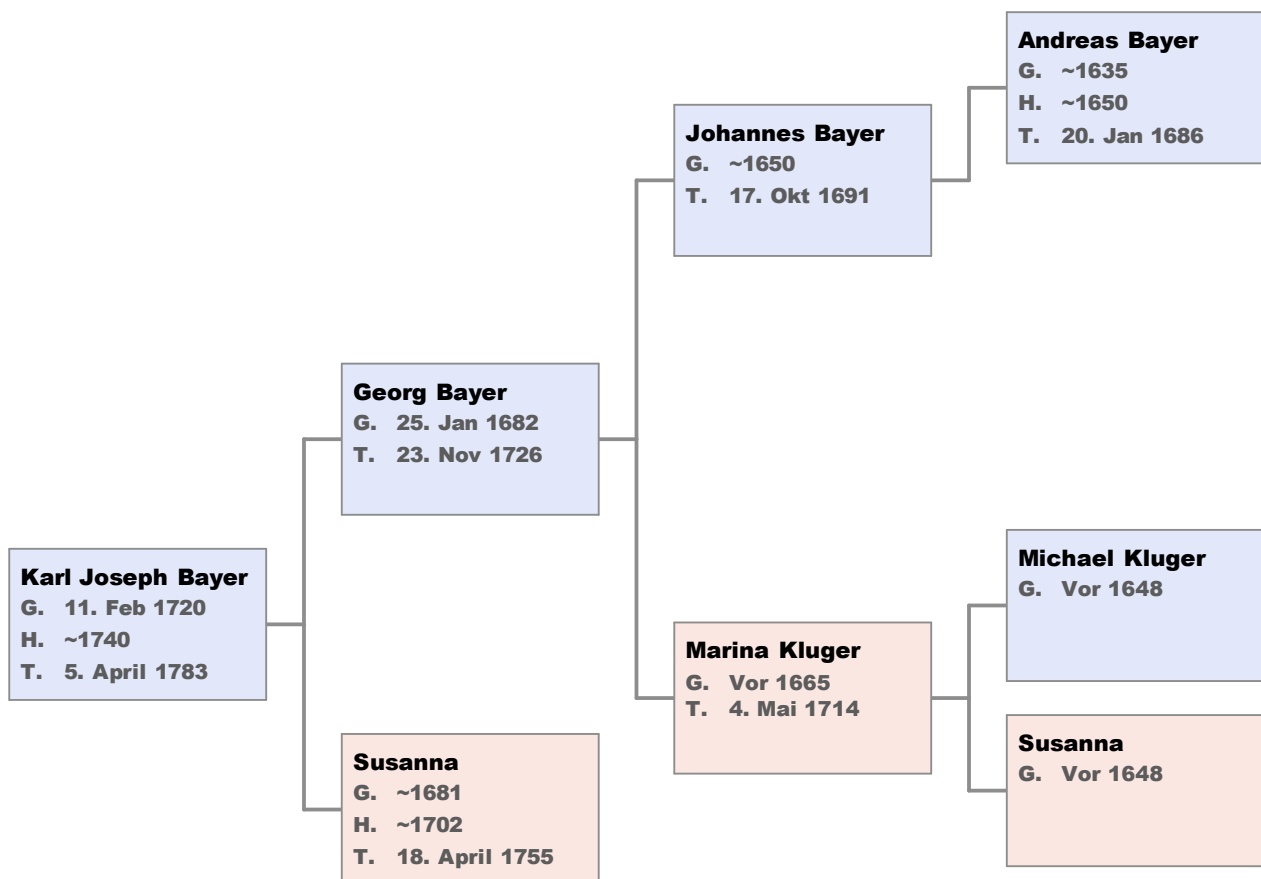 Andreas Bayer
G. ~1635
H. ~1650
T. 20. Jan 1686
Johannes Bayer
G. ~1650
T. 17. Okt 1691
Georg Bayer
G. 25. Jan 1682
T. 23. Nov 1726
Karl Joseph Bayer
G. 11. Feb 1720
H. ~1740
T. 5. April 1783
Michael Kluger
G. Vor 1648
Marina Kluger
G. Vor 1665
T. 4. Mai 1714
Susanna
G. Vor 1648
Susanna
G. ~1681
H. ~1702
T. 18. April 1755